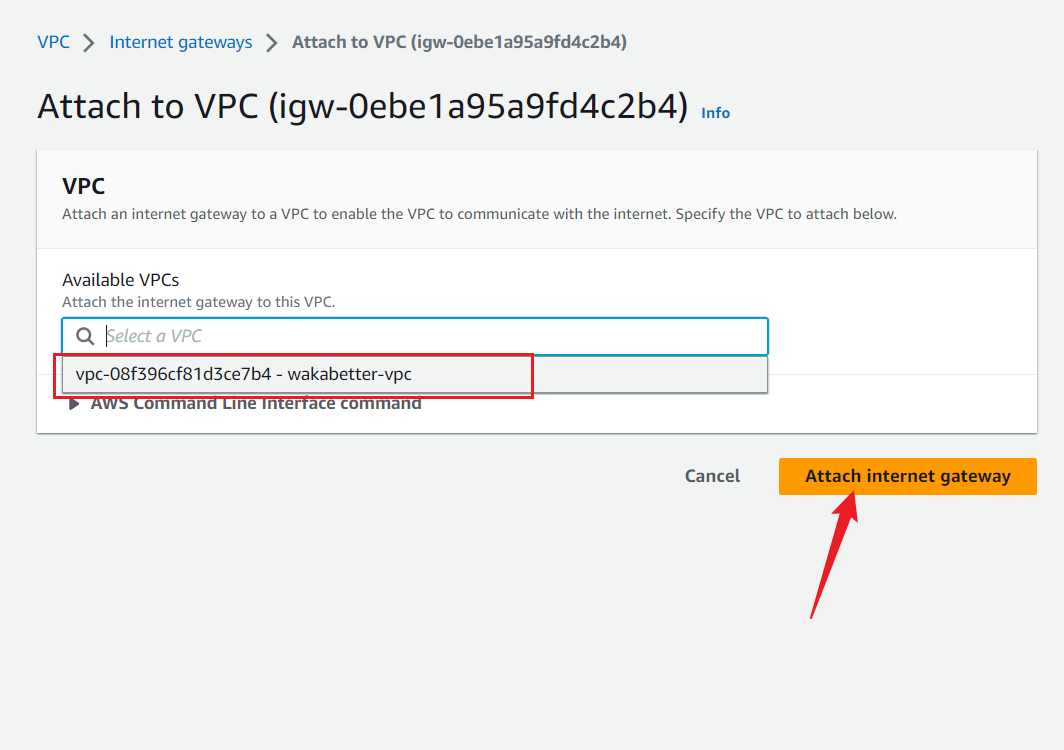 VPC > Internet gateways > Attach to VPC (igw-0ebe1a95a9fd4c2b4)
Attach to VPC (igw-0ebe1a95a9fd4c2b4) Info
VPC
Attach an internet gateway to a VPC to enable the VPC to communicate with the internet. Specify the VPC to attach below.
Available VPCs
Attach the internet gateway to this VPC.
Select a VPC
vpc-08f396cf81d3ce7b4 - wakabetter-vpc
AWS Command Line Interface command
Cancel Attach internet gateway